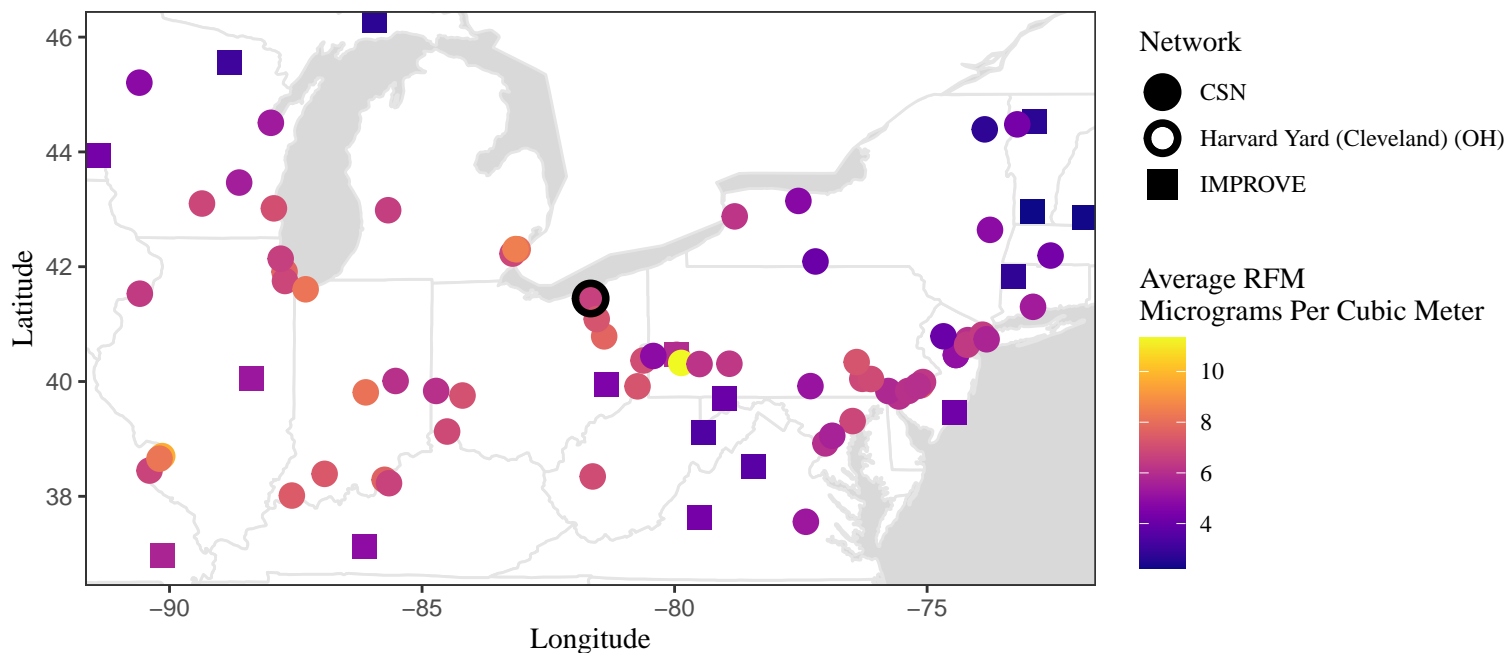 46
44
42
40
38
Latitude
−90
−85
−80
−75
Longitude
Network
CSN
Harvard Yard (Cleveland) (OH)
IMPROVE
Average RFM
Micrograms Per Cubic Meter
10
8
6
4